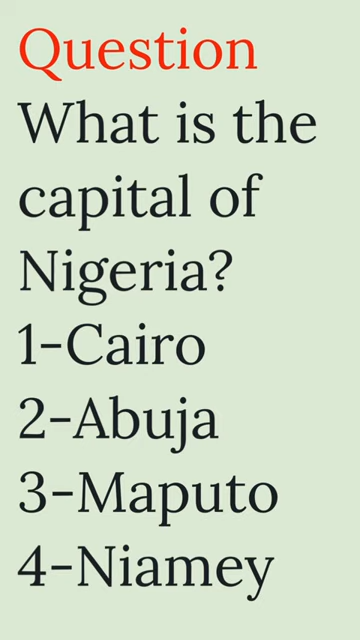 Question
What is the
capital of
Nigeria?
1-Cairo
2-Abuja
3-Maputo
4-Niamey